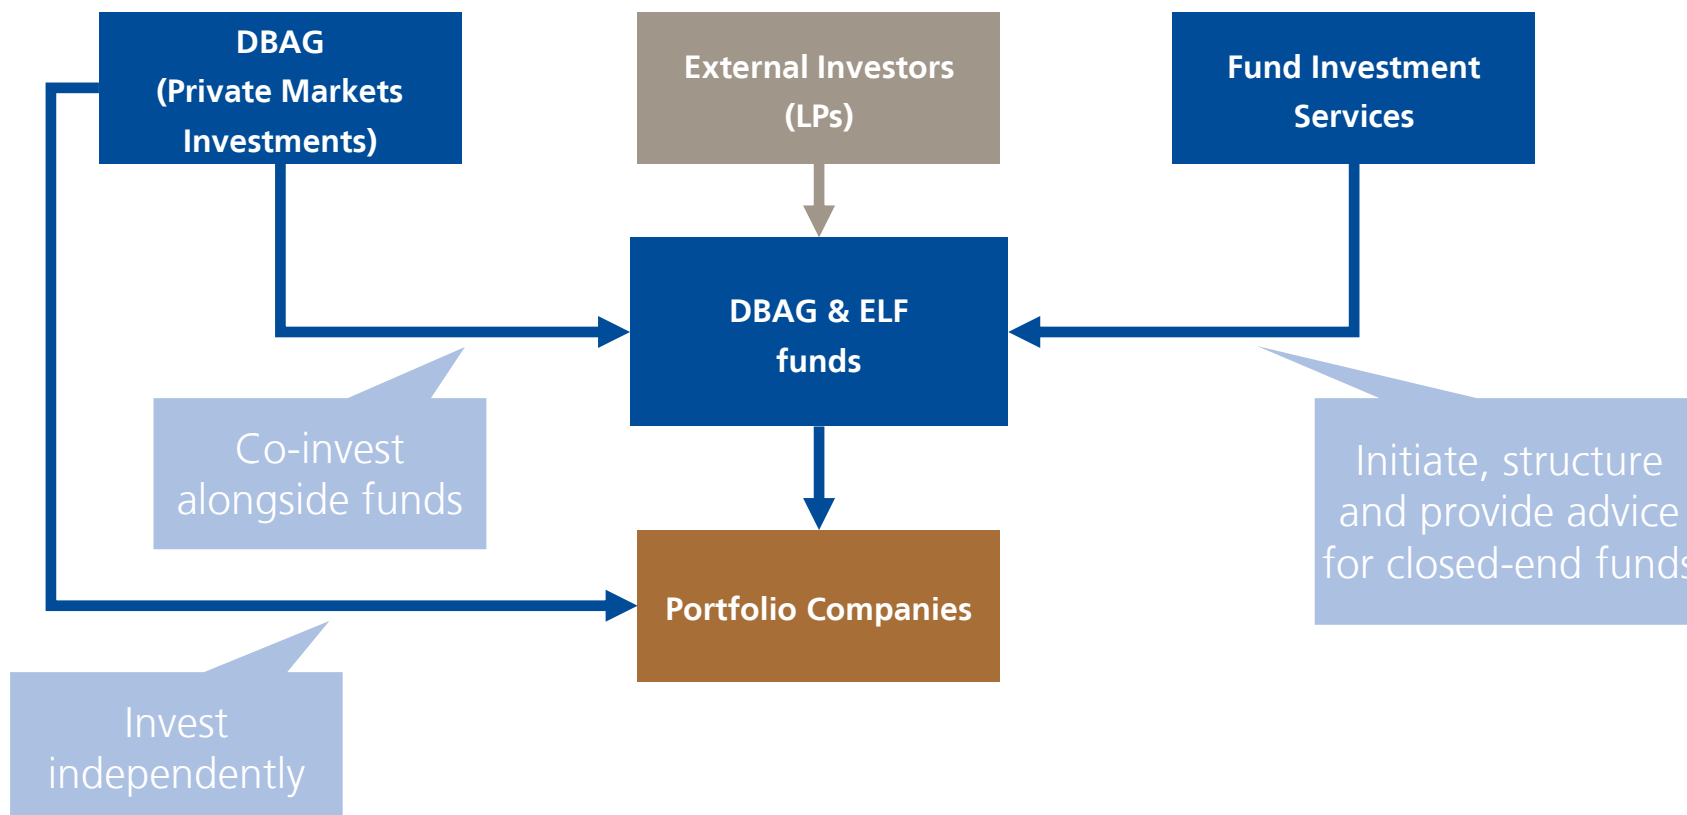 DBAG
(Private Markets
Investments)
External Investors
(LPs)
Fund Investment
Services
DBAG & ELF
funds
Co-invest
alongside funds
Initiate, structure
and provide advice
for closed-end funds
Portfolio Companies
Invest
independently